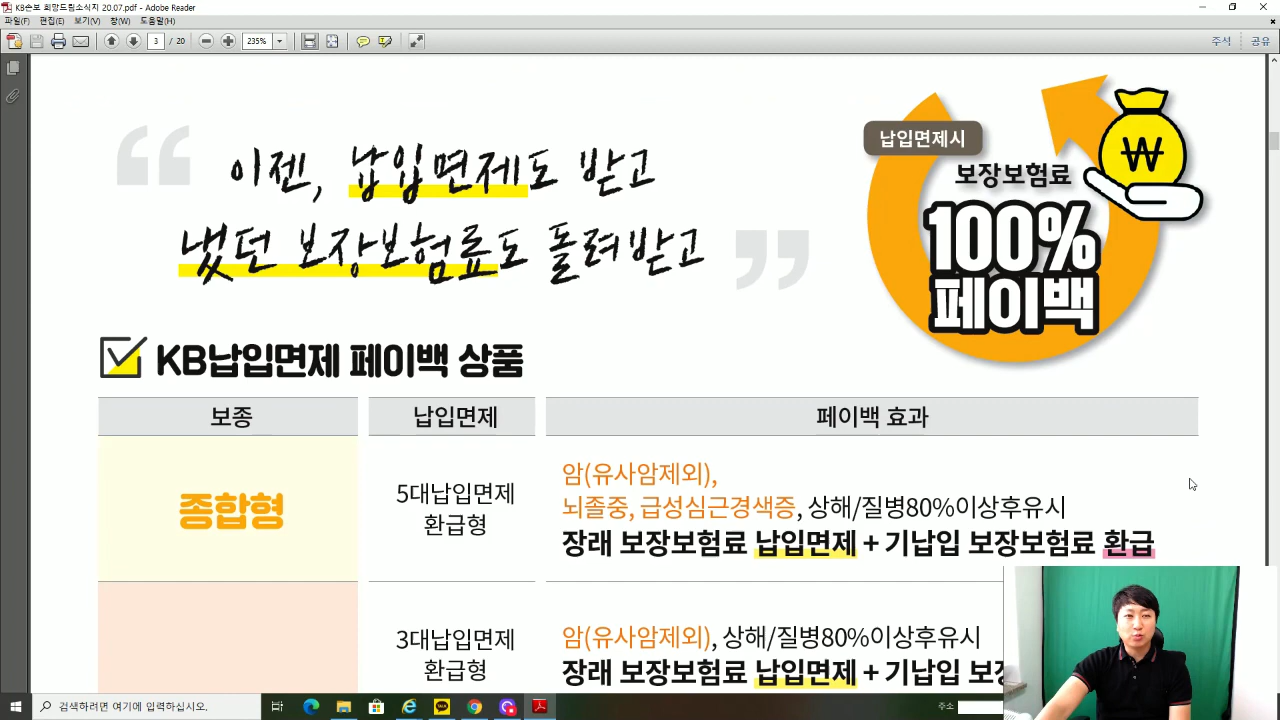 KB손보 희망드림소식지 20.07.pdf - Adobe Reader
파일(F) 편집(E) 보기(V) 창(W) 도움말(H)
3 / 20 235% 주석 공유
이젠, 납입면제도 받고
냈던 보장보험료도 돌려받고
납입면제시
보장보험료
100%
페이백
KB납입면제 페이백 상품
보종 납입면제 페이백 효과
종합형
5대납입면제
환급형
암(유사암제외),
뇌졸중, 급성심근경색증, 상해/질병80%이상후유시
장래 보장보험료 납입면제 + 기납입 보장보험료 환급
3대납입면제
환급형
암(유사암제외), 상해/질병80%이상후유시
장래 보장보험료 납입면제 + 기납입 보장
검색하려면 여기에 입력하십시오.
TALK
주소